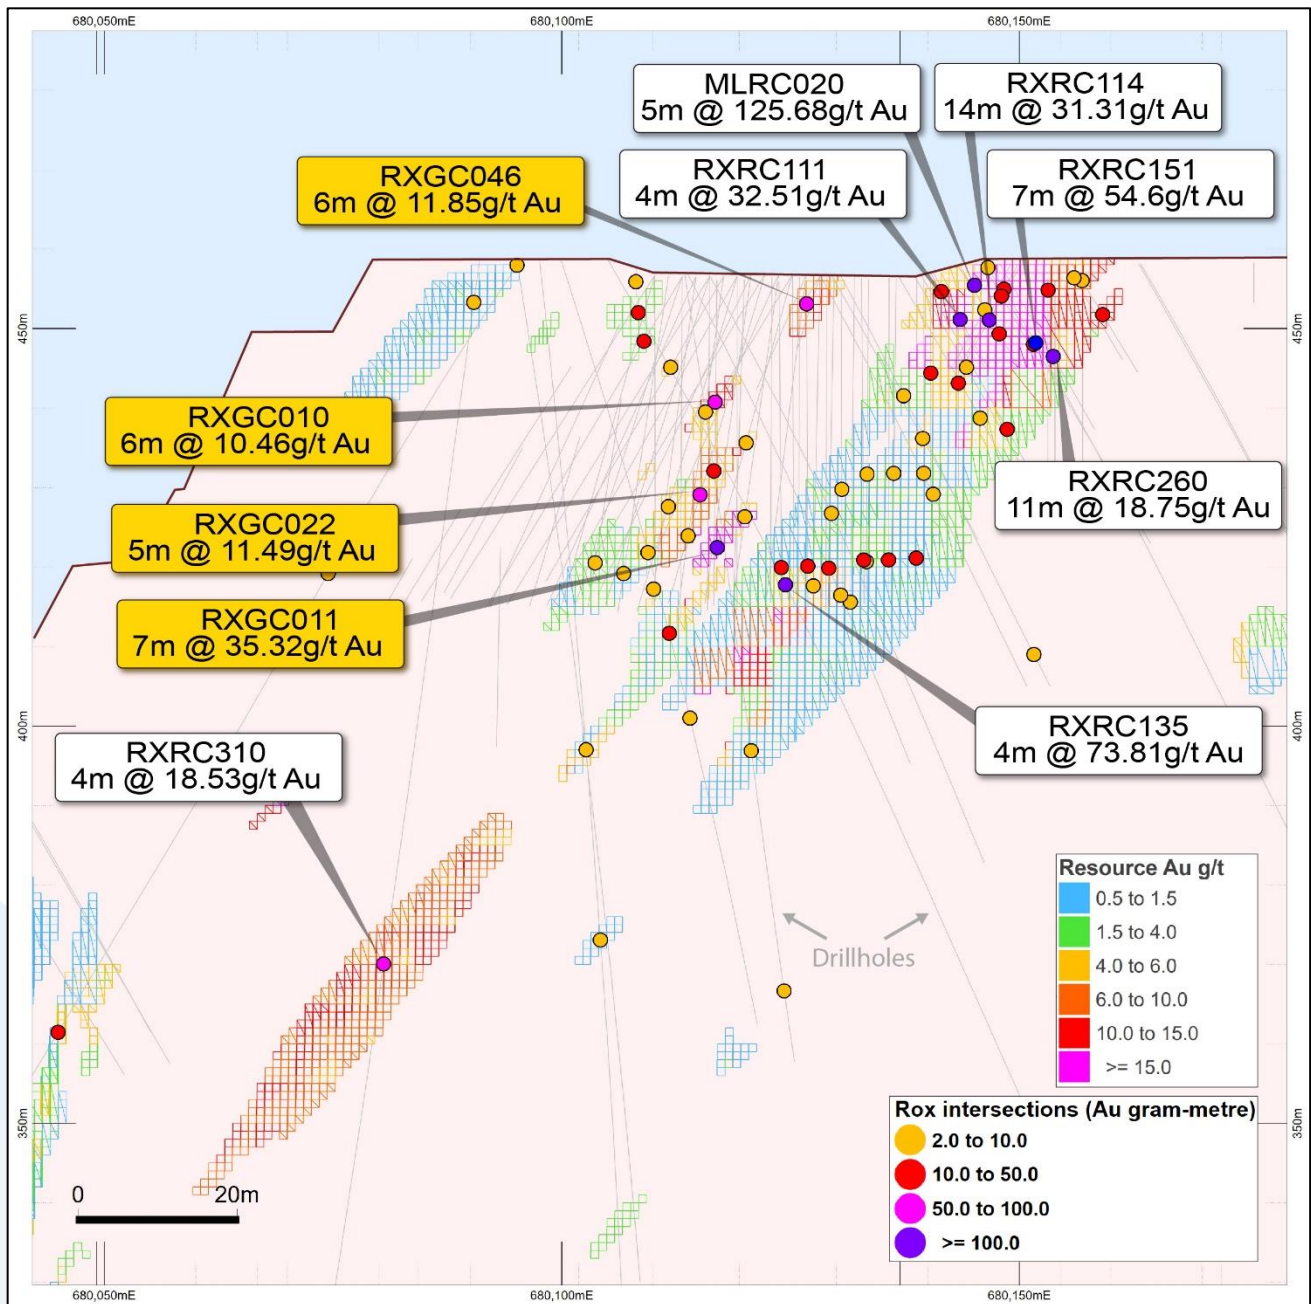 680,050mE
680,100mE
680,150mE
MLRC020
5m @ 125.68g/t Au
RXRC114
14m @ 31.31g/t Au
RXGC046
6m @ 11.85g/t Au
RXRC111
4m @ 32.51g/t Au
RXRC151
7m @ 54.6g/t Au
450m
450m
RXGC010
6m @ 10.46g/t Au
RXRC260
11m @ 18.75g/t Au
RXGC022
5m @ 11.49g/t Au
RXGC011
7m @ 35.32g/t Au
400m
400m
RXRC135
4m @ 73.81g/t Au
RXRC310
4m @ 18.53g/t Au
Drillholes
Resource Au g/t
0.5 to 1.5
1.5 to 4.0
4.0 to 6.0
6.0 to 10.0
10.0 to 15.0
>= 15.0
350m
350m
Rox intersections (Au gram-metre)
2.0 to 10.0
10.0 to 50.0
50.0 to 100.0
>= 100.0
0
20m
680,050mE
680,100mE
680,150mE